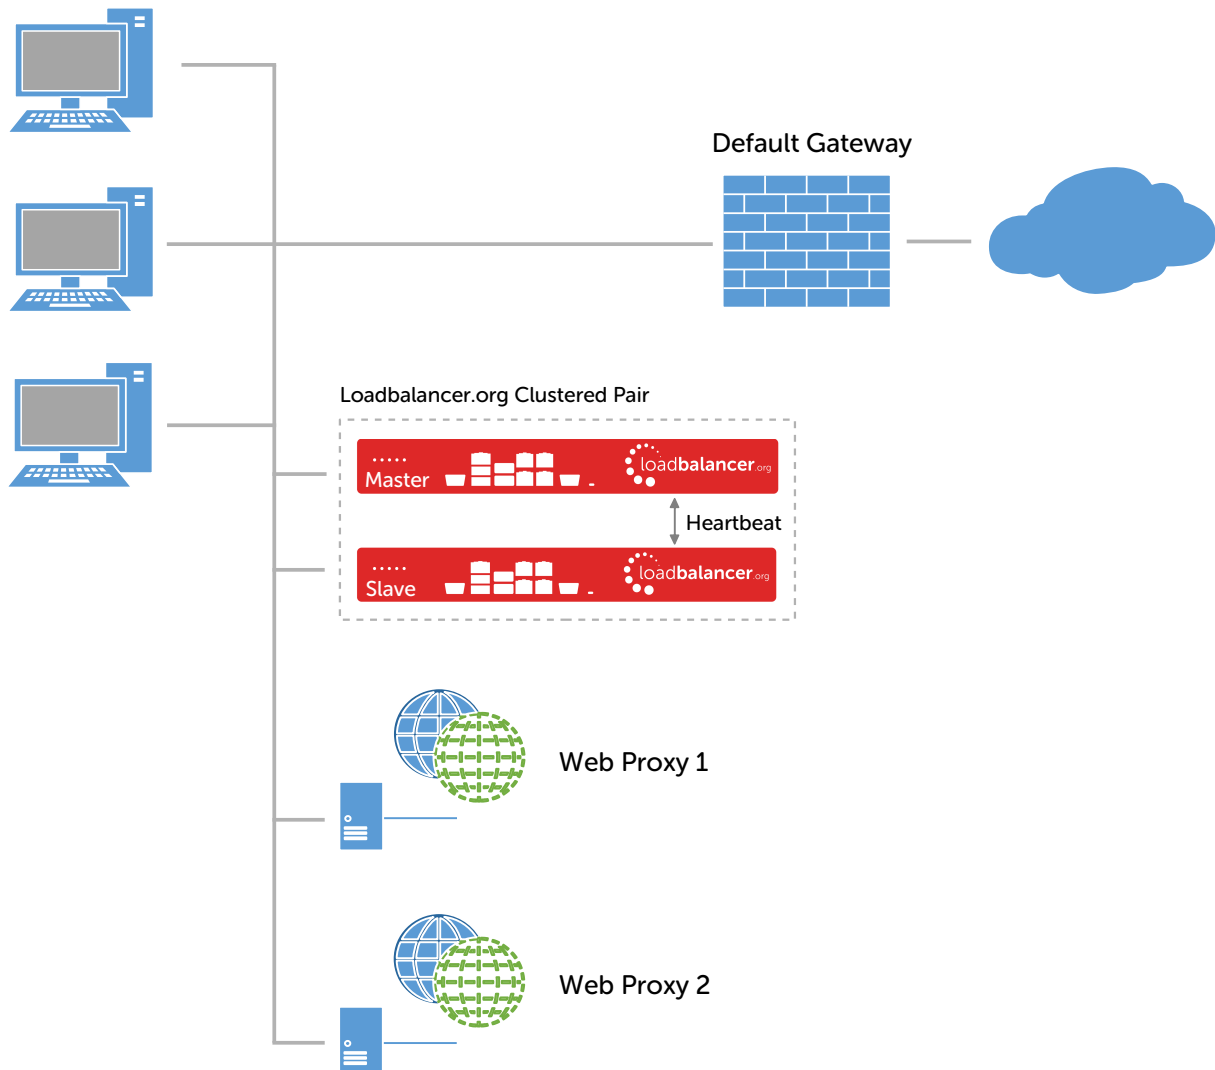 Default Gateway
Loadbalancer.org Clustered Pair
Master
loadbalancer.org
Heartbeat
Slave
loadbalancer.org
Web Proxy 1
Web Proxy 2